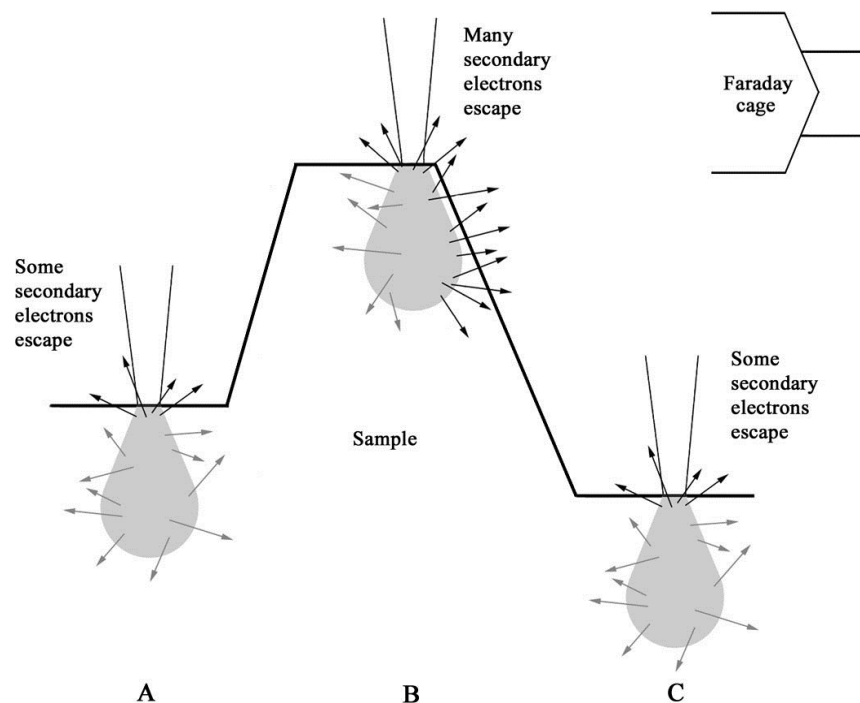 Many
secondary
electrons
escape
Faraday
cage
Some
secondary
electrons
escape
Some
secondary
electrons
escape
Sample
A
B
C